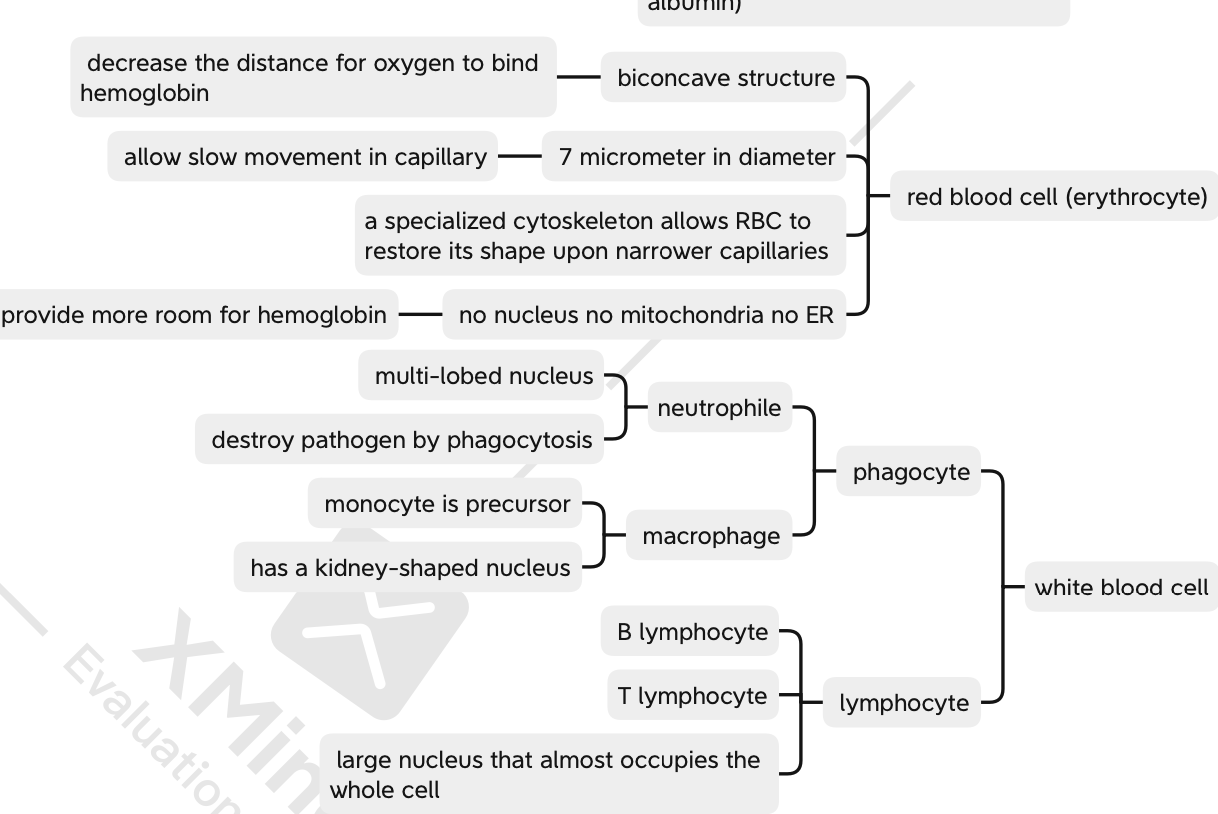 albumin)
decrease the distance for oxygen to bind
hemoglobin
biconcave structure
allow slow movement in capillary
7 micrometer in diameter
red blood cell (erythrocyte)
a specialized cytoskeleton allows RBC to
restore its shape upon narrower capillaries
provide more room for hemoglobin
no nucleus no mitochondria no ER
multi-lobed nucleus
neutrophile
destroy pathogen by phagocytosis
phagocyte
monocyte is precursor
macrophage
has a kidney-shaped nucleus
white blood cell
B lymphocyte
T lymphocyte
lymphocyte
large nucleus that almost occupies the
whole cell
XMin
Evaluation